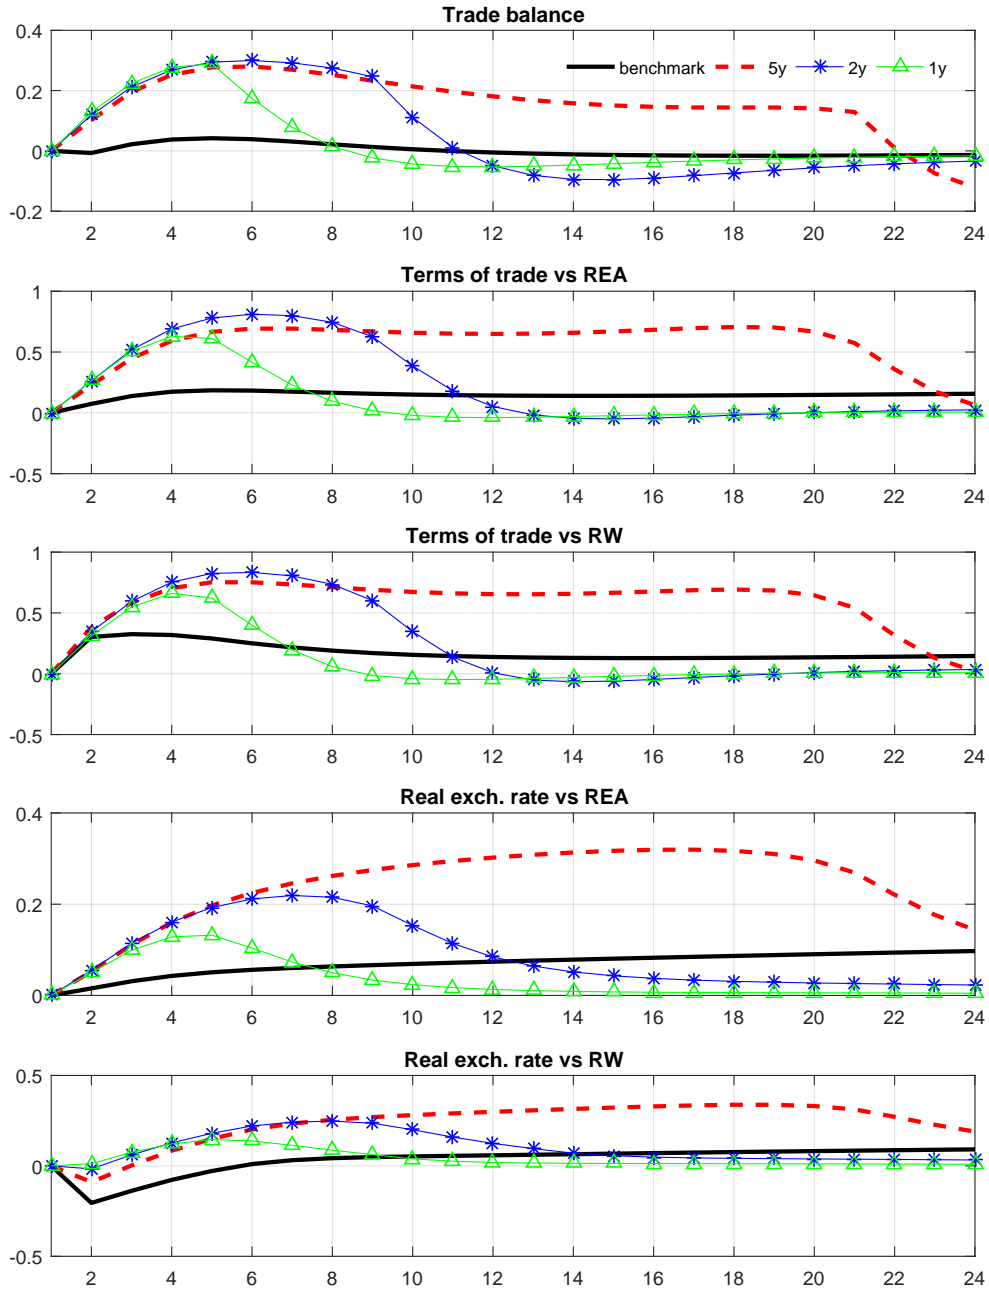 Trade balance
0.4
benchmark 5y 2y 1y
0.2
0
-0.2
2 4 6 8 10 12 14 16 18 20 22 24
Terms of trade vs REA
1
0.5
0
-0.5
2 4 6 8 10 12 14 16 18 20 22 24
Terms of trade vs RW
1
0.5
0
-0.5
2 4 6 8 10 12 14 16 18 20 22 24
Real exch. rate vs REA
0.4
0.2
0
2 4 6 8 10 12 14 16 18 20 22 24
Real exch. rate vs RW
0.5
0
-0.5
2 4 6 8 10 12 14 16 18 20 22 24